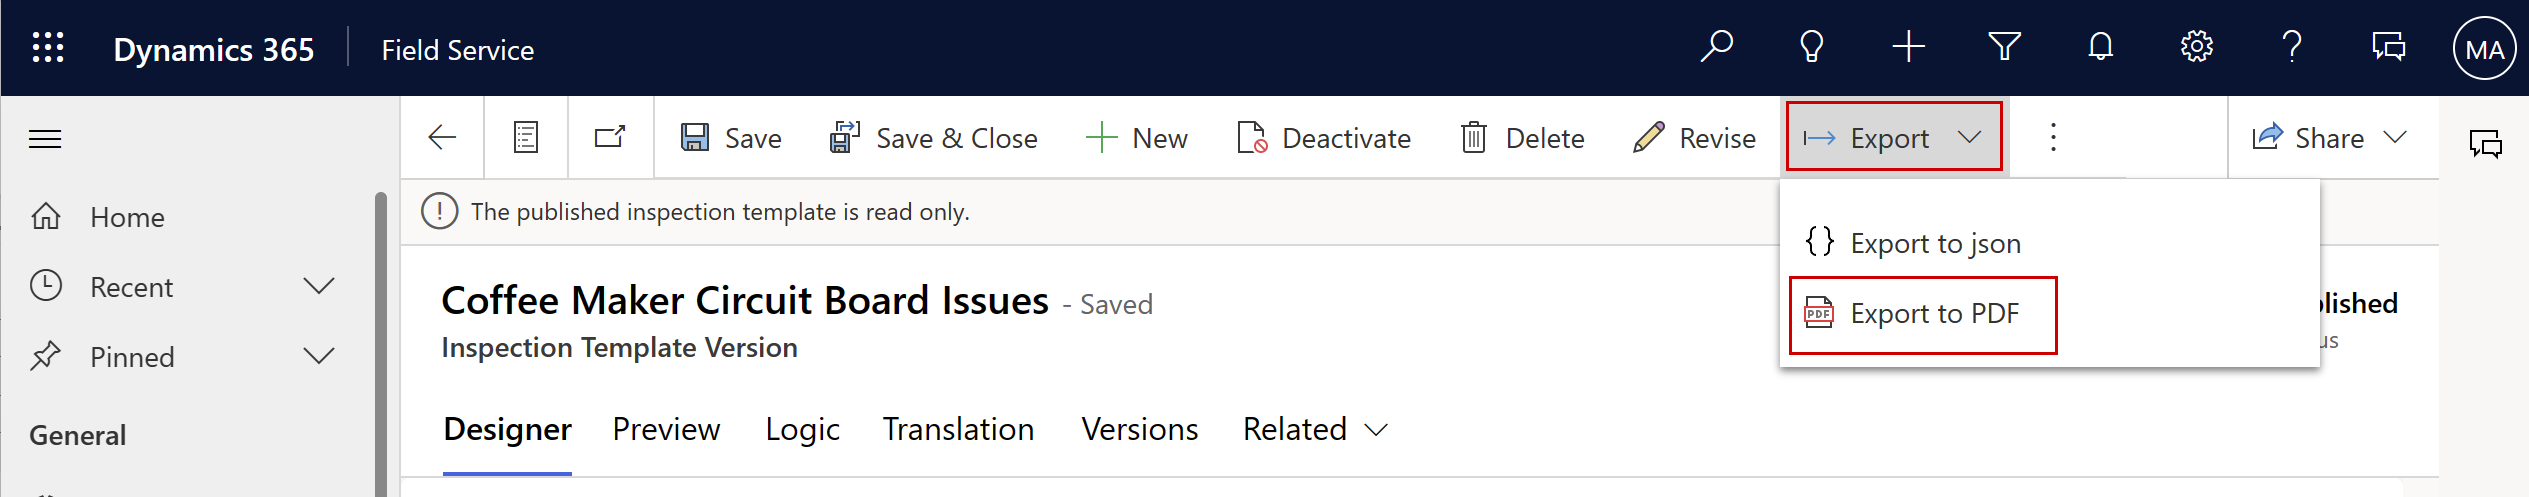 Dynamics 365 Field Service MA
Save Save & Close New Deactivate Delete Revise Export Share
The published inspection template is read only.
Home
Recent
Pinned
General
Export to json
PDF Export to PDF
Coffee Maker Circuit Board Issues - Saved
Inspection Template Version
Designer Preview Logic Translation Versions Related